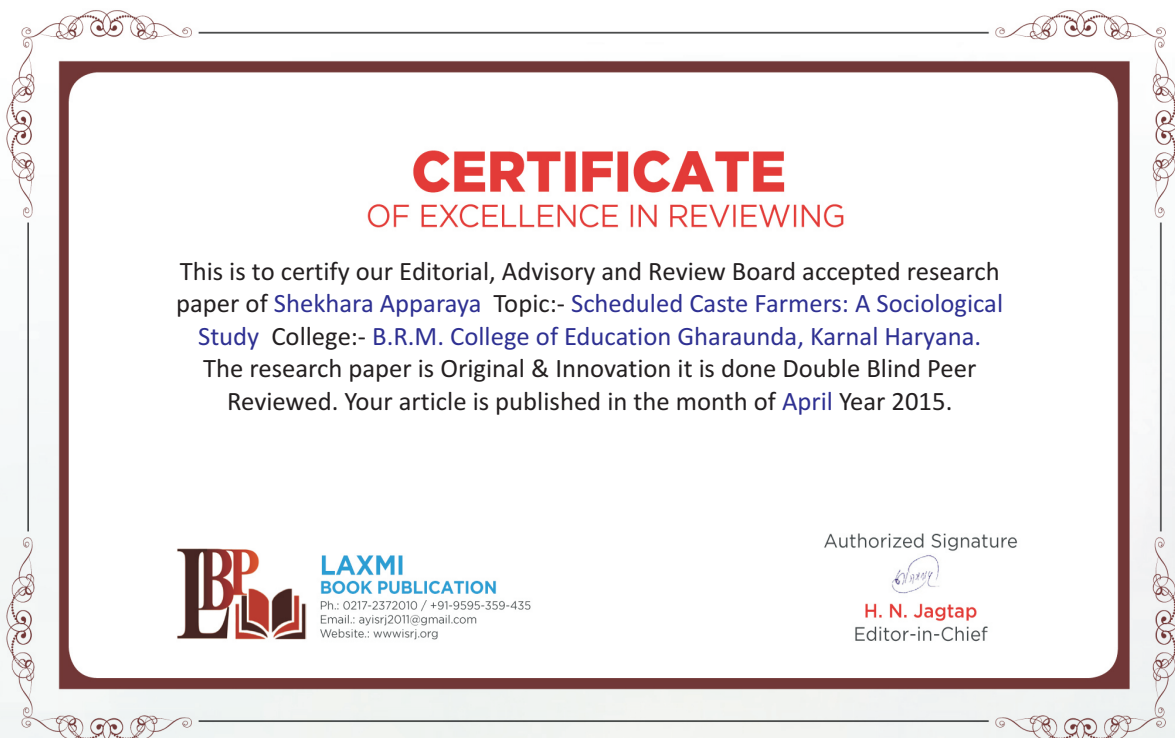 CERTIFICATE
OF EXCELLENCE IN REVIEWING
This is to certify our Editorial, Advisory and Review Board accepted research
paper of Shekhara Apparaya Topic:- Scheduled Caste Farmers: A Sociological
Study College:- B.R.M. College of Education Gharaunda, Karnal Haryana.
The research paper is Original & Innovation it is done Double Blind Peer
Reviewed. Your article is published in the month of April Year 2015.
LBP
LAXMI
BOOK PUBLICATION
Ph.: 0217-2372010 / +91-9595-359-435
Email.: ayisrj2011@gmail.com
Website.: wwwisrj.org
Authorized Signature
H. N. Jagtap
Editor-in-Chief